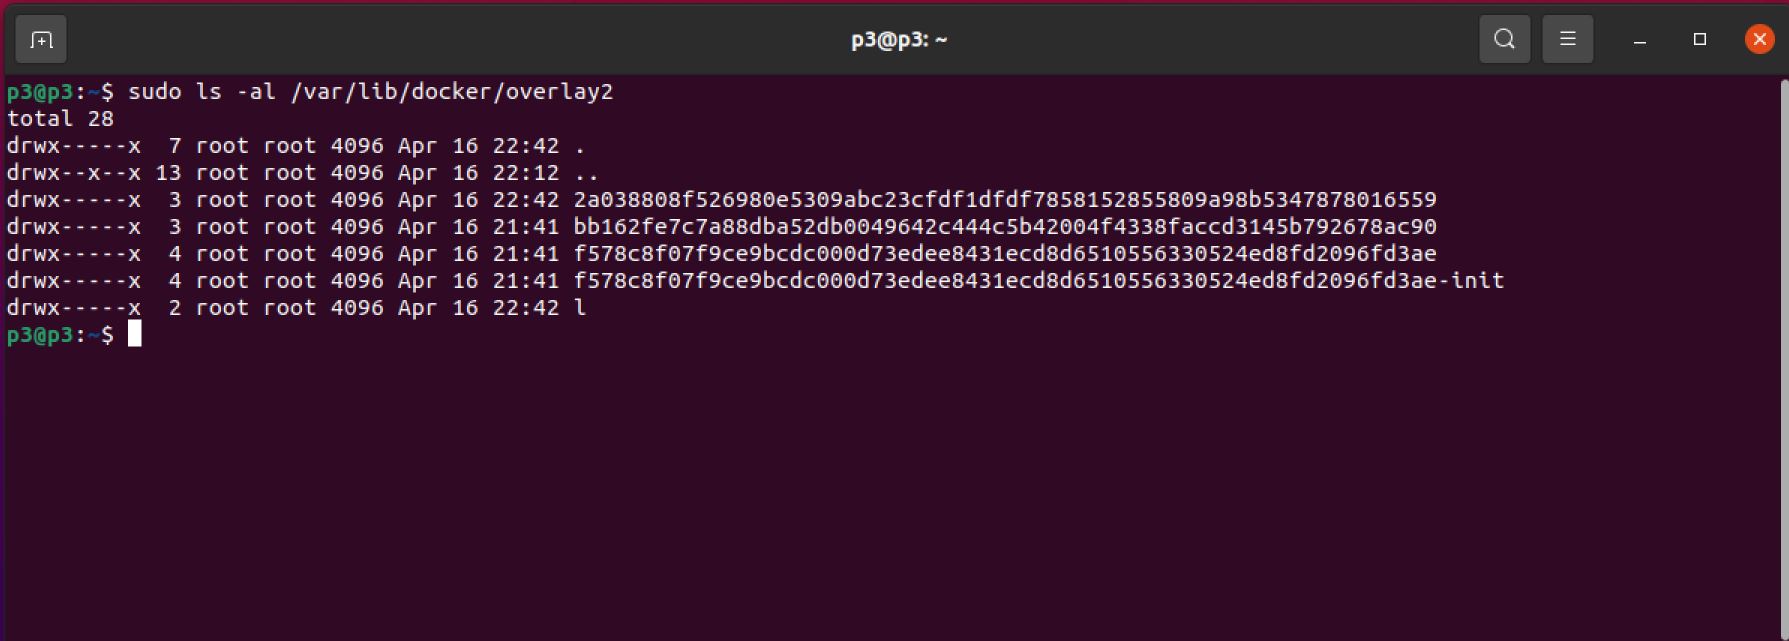 p3@p3: ~
p3@p3:~$ sudo ls -al /var/lib/docker/overlay2
total 28
drwx-----x  7 root root 4096 Apr 16 22:42 .
drwx--x--x 13 root root 4096 Apr 16 22:12 ..
drwx-----x  3 root root 4096 Apr 16 22:42 2a038808f526980e5309abc23cfdf1dfdf7858152855809a98b5347878016559
drwx-----x  3 root root 4096 Apr 16 21:41 bb162fe7c7a88dba52db0049642c444c5b42004f4338faccd3145b792678ac90
drwx-----x  4 root root 4096 Apr 16 21:41 f578c8f07f9ce9bcdc000d73edee8431ecd8d6510556330524ed8fd2096fd3ae
drwx-----x  4 root root 4096 Apr 16 21:41 f578c8f07f9ce9bcdc000d73edee8431ecd8d6510556330524ed8fd2096fd3ae-init
drwx-----x  2 root root 4096 Apr 16 22:42 l
p3@p3:~$